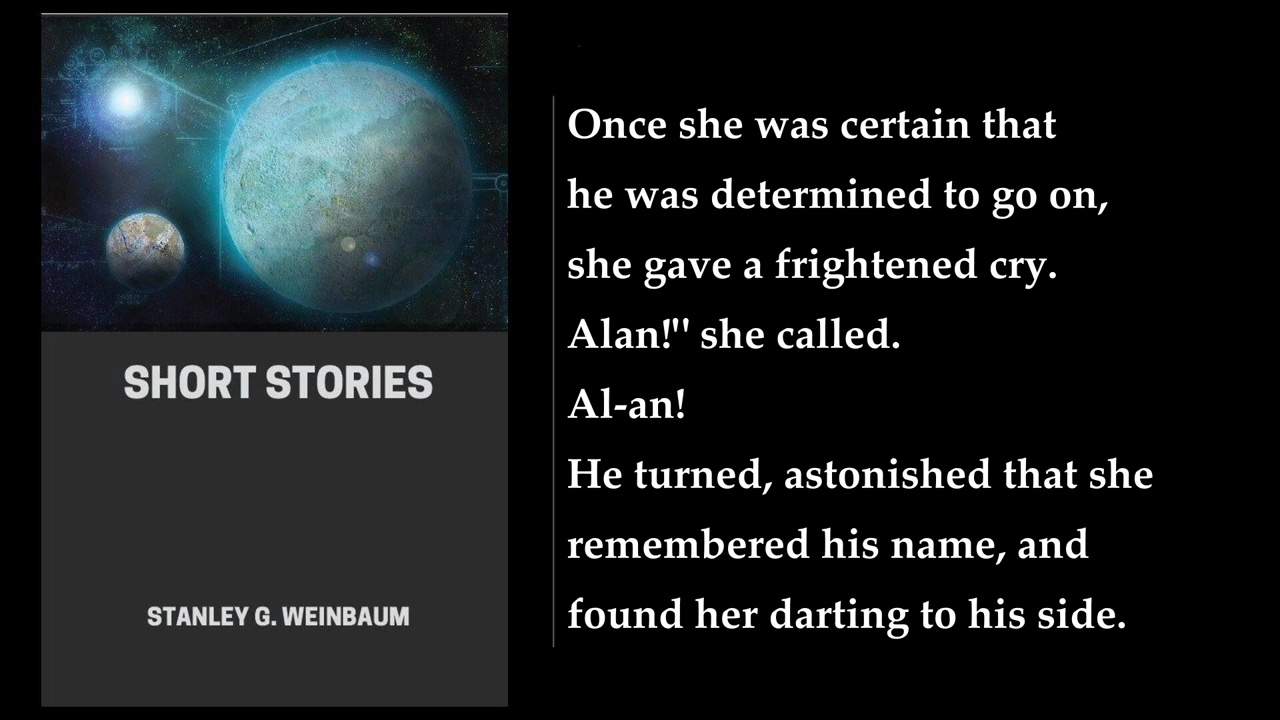 SHORT STORIES
STANLEY G. WEINBAUM
Once she was certain that
he was determined to go on,
she gave a frightened cry.
Alan!" she called.
Al-an!
He turned, astonished that she
remembered his name, and
found her darting to his side.